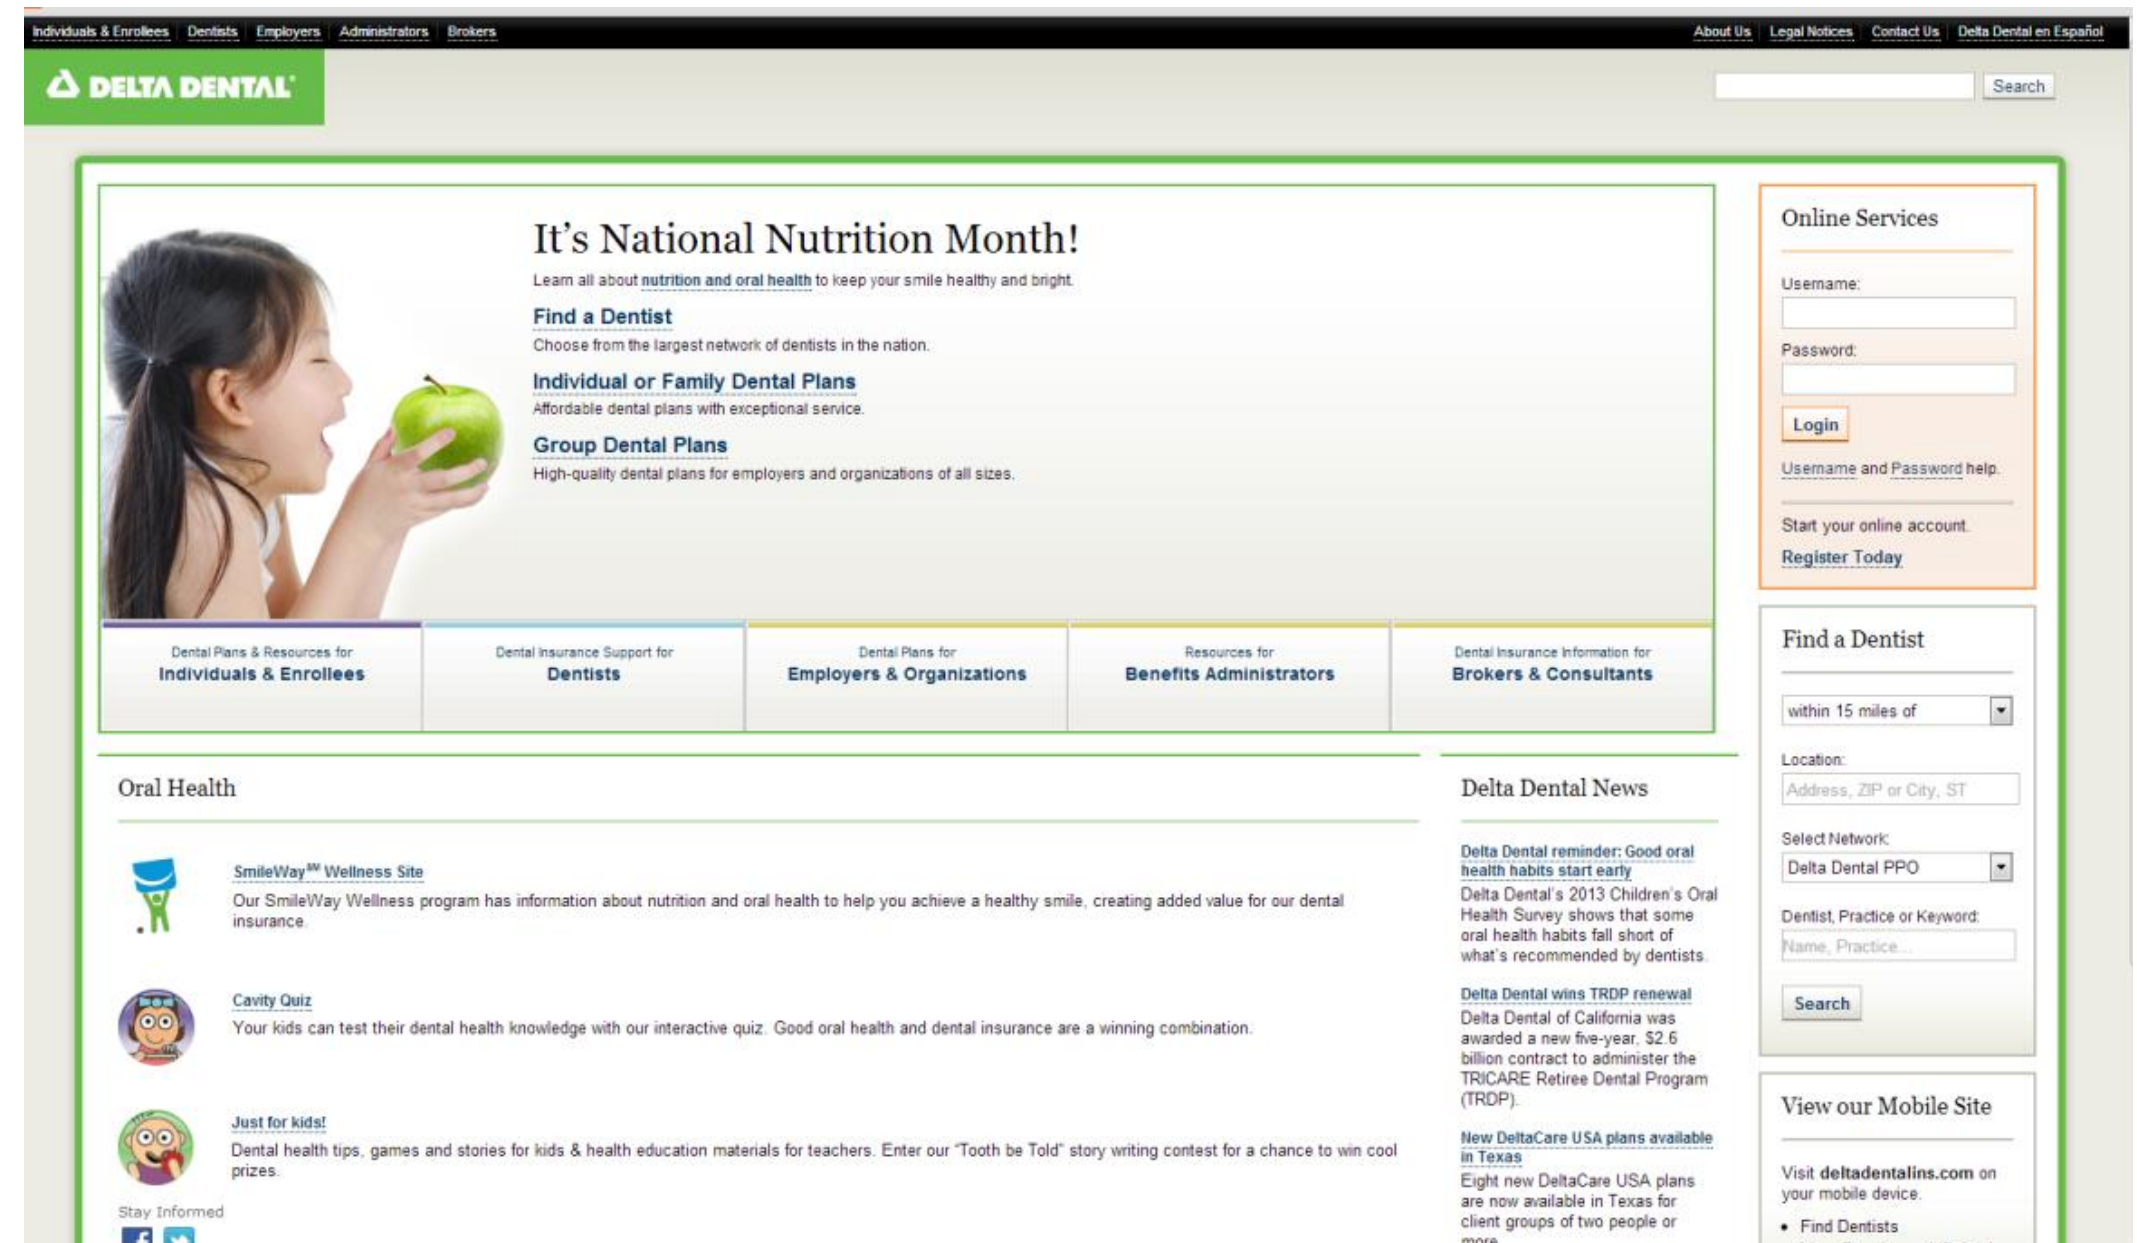 Individuals & Enrollees Dentists Employers Administrators Brokers
About Us Legal Notices Contact Us Delta Dental en Español
DELTA DENTAL
Search
It's National Nutrition Month!
Learn all about nutrition and oral health to keep your smile healthy and bright.
Find a Dentist
Choose from the largest network of dentists in the nation.
Individual or Family Dental Plans
Affordable dental plans with exceptional service.
Group Dental Plans
High-quality dental plans for employers and organizations of all sizes.
Dental Plans & Resources for
Individuals & Enrollees
Dental Insurance Support for
Dentists
Dental Plans for
Employers & Organizations
Resources for
Benefits Administrators
Dental Insurance Information for
Brokers & Consultants
Oral Health
SmileWay℠ Wellness Site
Our SmileWay Wellness program has information about nutrition and oral health to help you achieve a healthy smile, creating added value for our dental
insurance.
Cavity Quiz
Your kids can test their dental health knowledge with our interactive quiz. Good oral health and dental insurance are a winning combination.
Just for kids!
Dental health tips, games and stories for kids & health education materials for teachers. Enter our "Tooth be Told" story writing contest for a chance to win cool
prizes.
Stay Informed
Delta Dental News
Delta Dental reminder: Good oral
health habits start early
Delta Dental's 2013 Children's Oral
Health Survey shows that some
oral health habits fall short of
what's recommended by dentists.
Delta Dental wins TRDP renewal
Delta Dental of California was
awarded a new five-year, $2.6
billion contract to administer the
TRICARE Retiree Dental Program
(TRDP).
New DeltaCare USA plans available
in Texas
Eight new DeltaCare USA plans
are now available in Texas for
client groups of two people or
more.
Online Services
Username:
Password:
Login
Username and Password help.
Start your online account.
Register Today
Find a Dentist
within 15 miles of
Location:
Address, ZIP or City, ST
Select Network:
Delta Dental PPO
Dentist, Practice or Keyword:
Name, Practice...
Search
View our Mobile Site
Visit deltadentalins.com on
your mobile device.
• Find Dentists